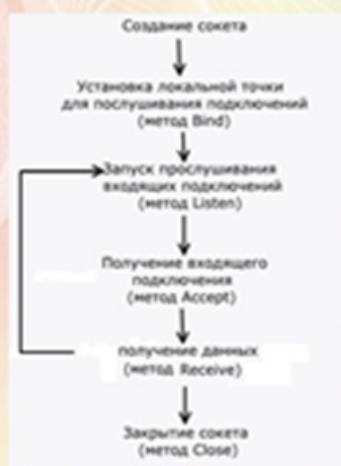 Создание сокета
Установка локальной точки
для послушивания подключений
(метод Bind)
Запуск прослушивания
входящих подключений
(метод Listen)
Получение входящего
подключения
(метод Accept)
получение данных
(метод Receive)
Закрытие сокета
(метод Close)